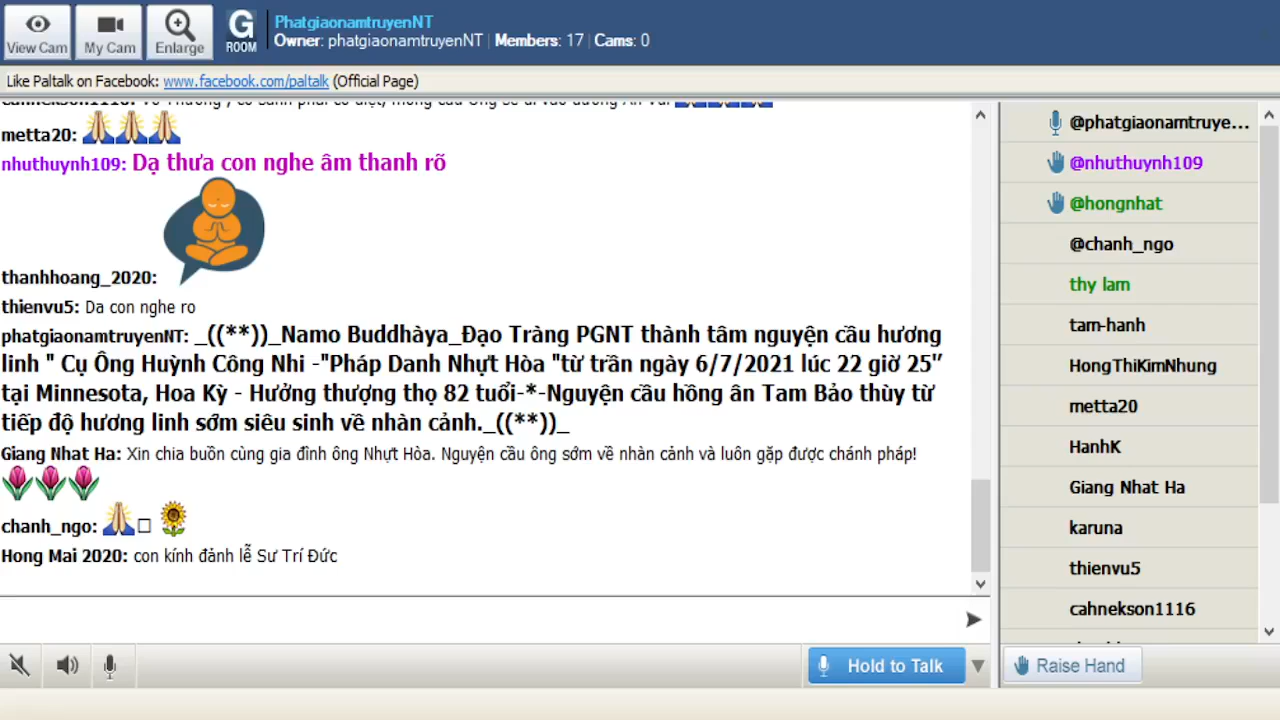 PhatgiaonamtruyenNT
Owner: phatgiaonamtruyenNT | Members: 17 | Cams: 0
View Cam
My Cam
Enlarge
G
ROOM
Like Paltalk on Facebook: www.facebook.com/paltalk (Official Page)
metta20:
nhuthuynh109: Dạ thưa con nghe âm thanh rõ
thanhhoang_2020:
thienvu5: Da con nghe ro
phatgiaonamtruyenNT: _((**))_Namo Buddhàya_Đạo Tràng PGNT thành tâm nguyện cầu hương
linh " Cụ Ông Huỳnh Công Nhi -"Pháp Danh Nhựt Hòa "từ trần ngày 6/7/2021 lúc 22 giờ 25″
tại Minnesota, Hoa Kỳ - Hưởng thượng thọ 82 tuổi-*-Nguyện cầu hồng ân Tam Bảo thùy từ
tiếp độ hương linh sớm siêu sinh về nhàn cảnh._((**))_
Giang Nhat Ha: Xin chia buồn cùng gia đình ông Nhựt Hòa. Nguyện cầu ông sớm về nhàn cảnh và luôn gặp được chánh pháp!
chanh_ngo:
Hong Mai 2020: con kính đảnh lễ Sư Trí Đức
@phatgiaonamtruye...
@nhuthuynh109
@hongnhat
@chanh_ngo
thy lam
tam-hanh
HongThiKimNhung
metta20
HanhK
Giang Nhat Ha
karuna
thienvu5
cahnekson1116
Hold to Talk
Raise Hand